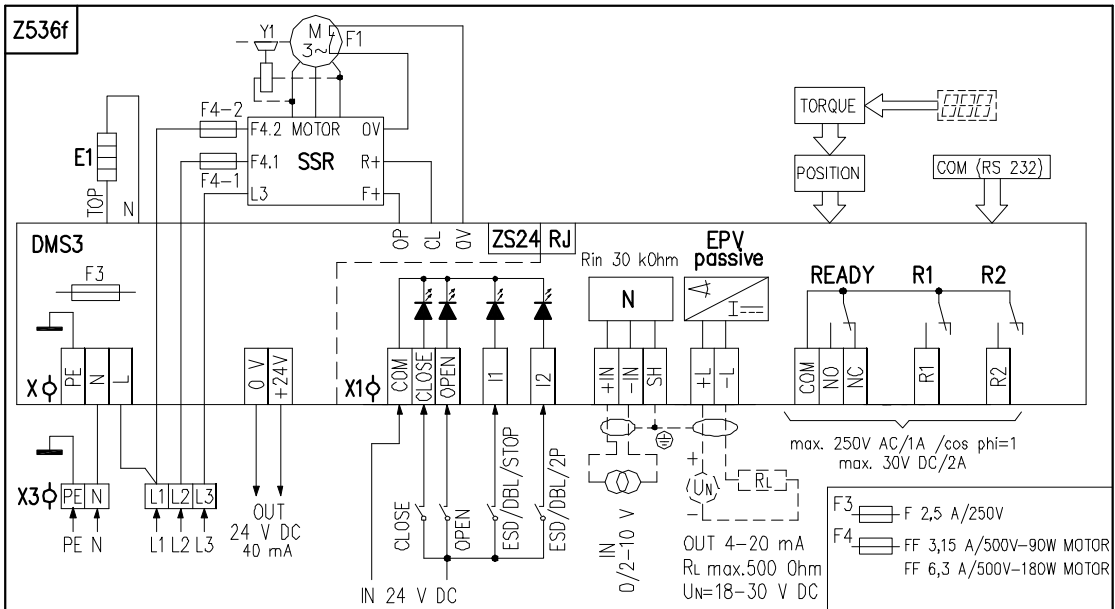 Z536f
Y1
M
3~
F1
F4-2
F4.2
MOTOR
0V
E1
F4.1
SSR
R+
F4-1
L3
F+
TOP
N
TORQUE
POSITION
COM (RS 232)
DMS3
OP
CL
0V
ZS24
RJ
EPV
passive
Rin 30 kOhm
F3
N
I
READY
R1
R2
X
PE
N
L
0 V
+24V
X1
COM
CLOSE
OPEN
I1
I2
+IN
-IN
SH
+L
-L
COM
NO
NC
R1
R2
max. 250V AC/1A /cos phi=1
max. 30V DC/2A
X3
PE
N
L1
L2
L3
PE
N
L1
L2
L3
OUT
24 V DC
40 mA
CLOSE
OPEN
ESD/DBL/STOP
ESD/DBL/2P
IN 24 V DC
IN
0/2-10 V
+
UN
-
RL
OUT 4-20 mA
RL max.500 Ohm
UN=18-30 V DC
F3
F 2,5 A/250V
F4
FF 3,15 A/500V-90W MOTOR
FF 6,3 A/500V-180W MOTOR